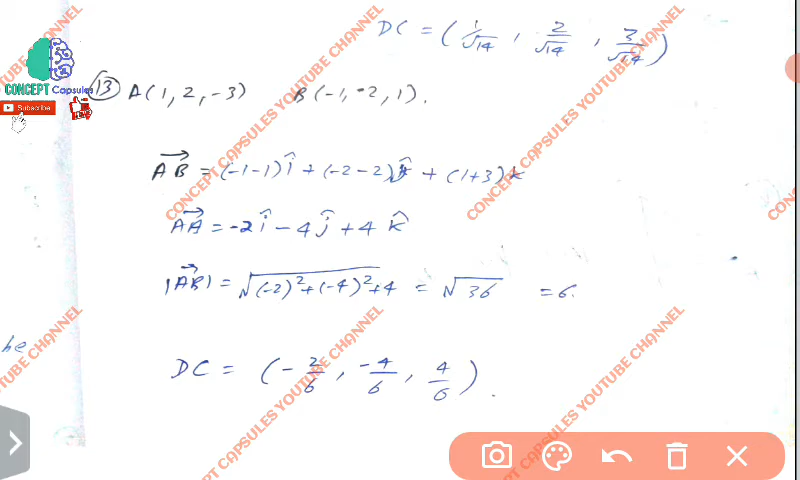 DC = ( 1/√14 , 2/√14 , 3/√14 )
CONCEPT Capsules
Subscribe
13) A(1, 2, -3) B(-1, -2, 1).
AB = (-1-1)î + (-2-2)ĵ + (1+3)k
AA = -2î - 4ĵ + 4k̂
|AB| = √(-2)²+(-4)²+4 = √36 = 6.
he
DC = ( -2/6 , -4/6 , 4/6 ).
CONCEPT CAPSULES YOUTUBE CHANNEL